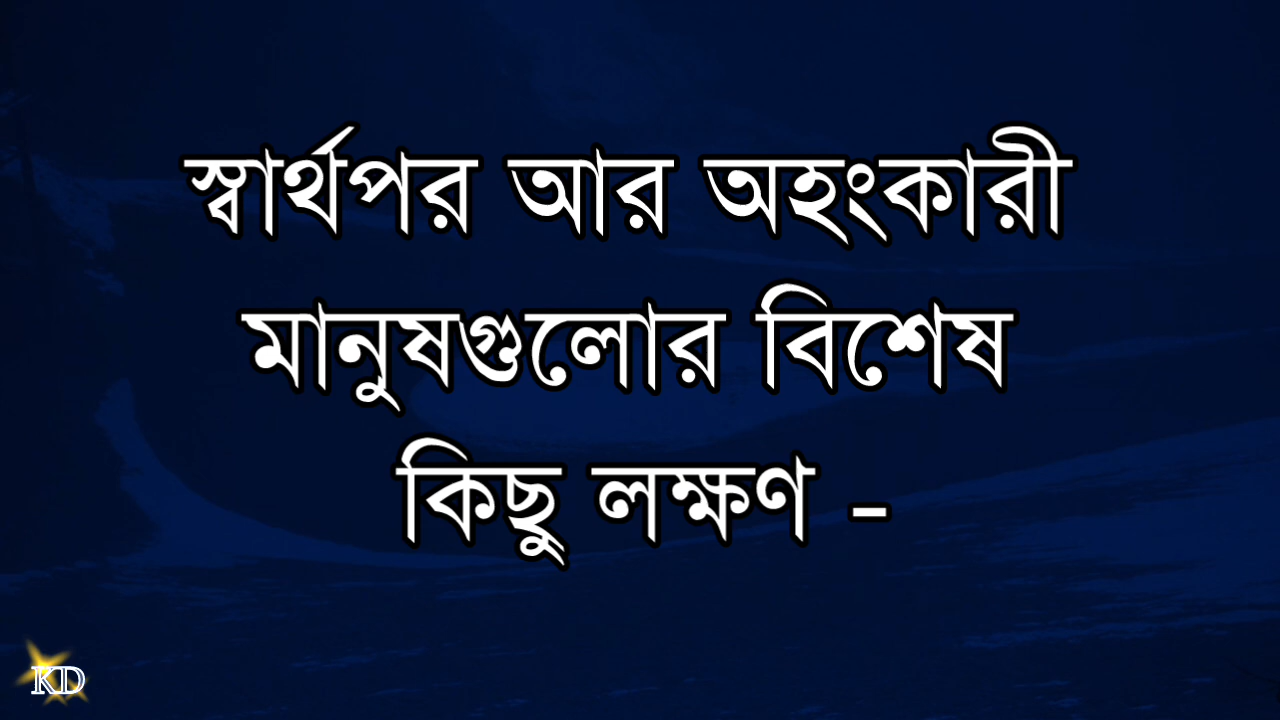 স্বার্থপর আর অহংকারী
মানুষগুলোর বিশেষ
কিছু লক্ষণ -
KD